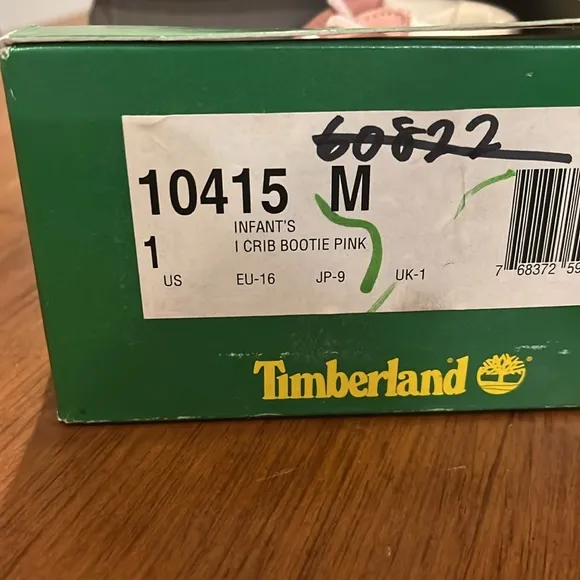 60822
10415 M
INFANT'S
1 I CRIB BOOTIE PINK
US EU-16 JP-9 UK-1
7 68372 59
Timberland